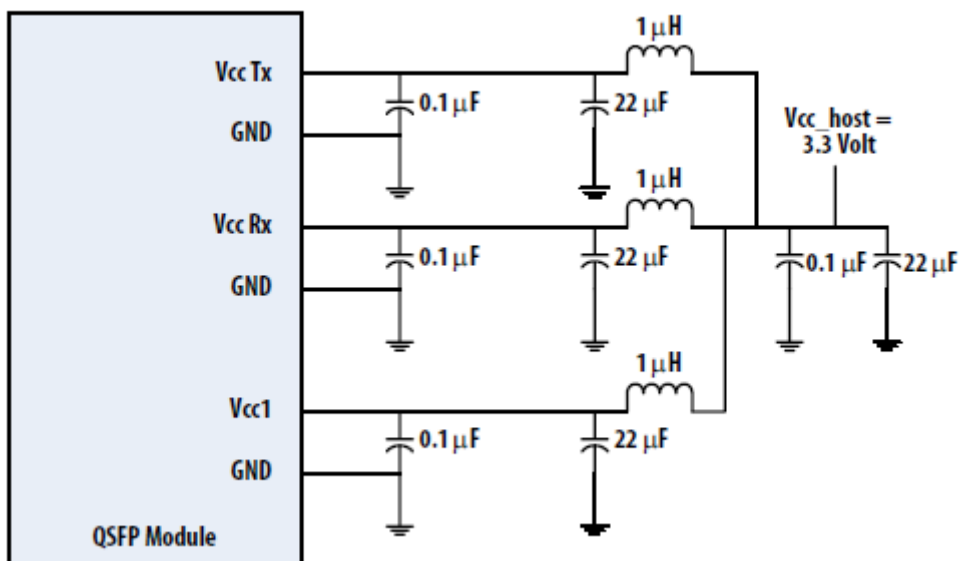 1 μH
Vcc Tx
0.1 μF
22 μF
GND
Vcc_host =
3.3 Volt
1 μH
Vcc Rx
0.1 μF
22 μF
0.1 μF
22 μF
GND
1 μH
Vcc1
0.1 μF
22 μF
GND
QSFP Module